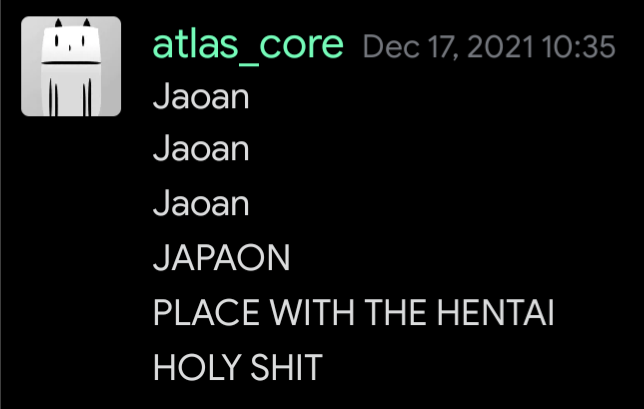 atlas_core Dec 17, 2021 10:35
Jaoan
Jaoan
Jaoan
JAPAON
PLACE WITH THE HENTAI
HOLY SHIT